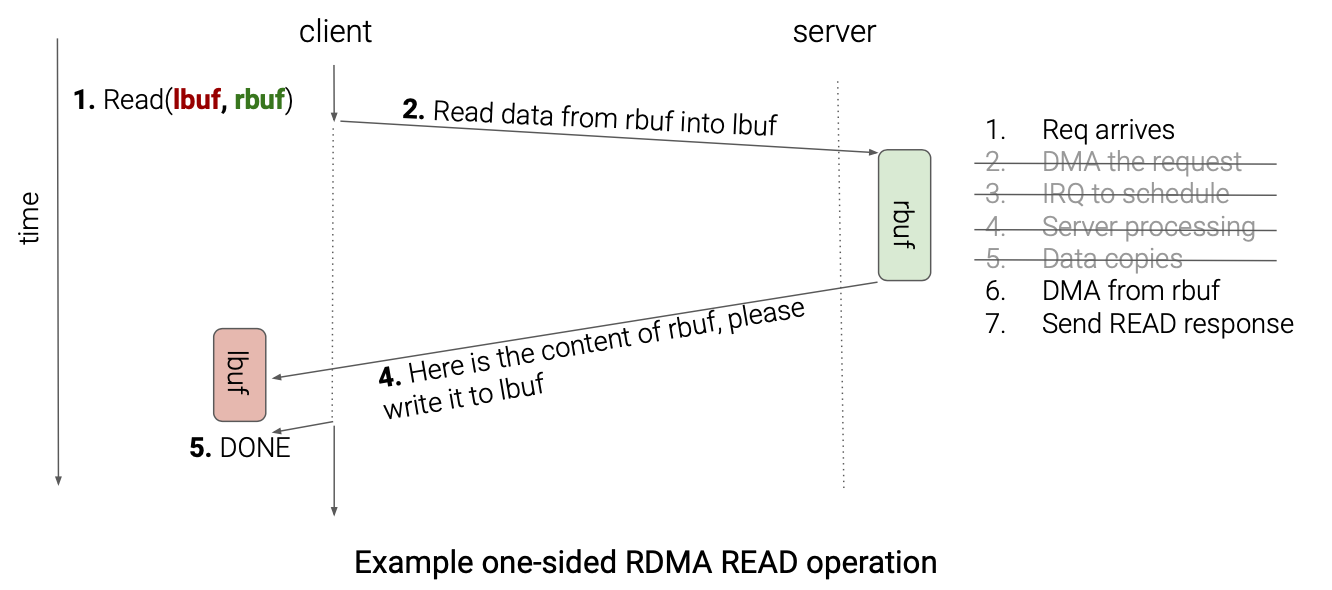 client
server
1. Read(lbuf, rbuf)
2. Read data from rbuf into lbuf
time
rbuf
1. Req arrives
2. DMA the request
3. IRQ to schedule
4. Server processing
5. Data copies
6. DMA from rbuf
7. Send READ response
lbuf
4. Here is the content of rbuf, please
write it to lbuf
5. DONE
Example one-sided RDMA READ operation